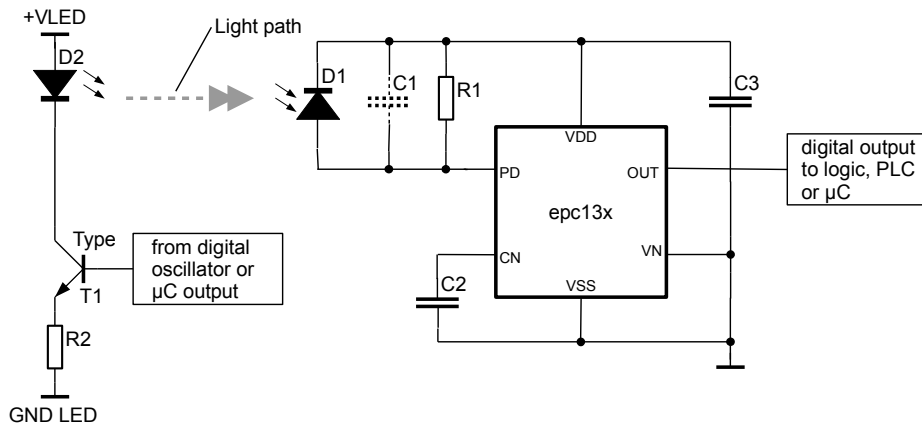 +VLED
Light path
D2
D1
C1
R1
C3
VDD
PD
OUT
epc13x
digital output
to logic, PLC
or µC
Type
T1
from digital
oscillator or
µC output
CN
VN
C2
VSS
R2
GND LED